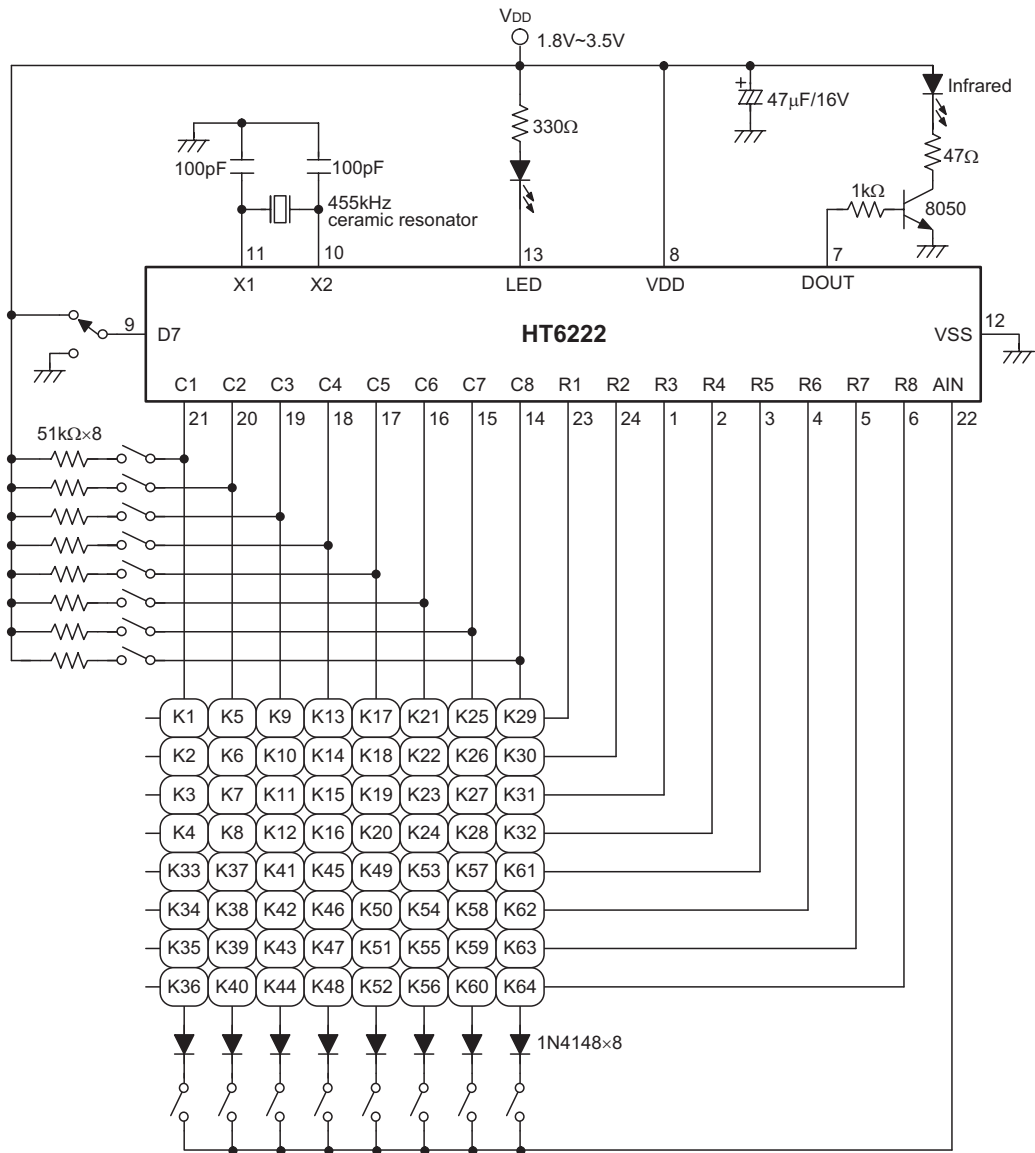 VDD
1.8V~3.5V
Infrared
330Ω
47μF/16V
47Ω
100pF 100pF
455kHz
ceramic resonator
1kΩ
8050
11 10 13 8 7
X1 X2 LED VDD DOUT
9 D7 HT6222 VSS 12
C1 C2 C3 C4 C5 C6 C7 C8 R1 R2 R3 R4 R5 R6 R7 R8 AIN
21 20 19 18 17 16 15 14 23 24 1 2 3 4 5 6 22
51kΩ×8
K1 K5 K9 K13 K17 K21 K25 K29
K2 K6 K10 K14 K18 K22 K26 K30
K3 K7 K11 K15 K19 K23 K27 K31
K4 K8 K12 K16 K20 K24 K28 K32
K33 K37 K41 K45 K49 K53 K57 K61
K34 K38 K42 K46 K50 K54 K58 K62
K35 K39 K43 K47 K51 K55 K59 K63
K36 K40 K44 K48 K52 K56 K60 K64
1N4148×8